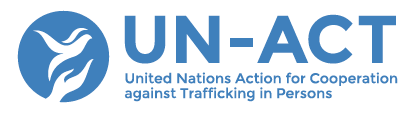 UN-ACT
United Nations Action for Cooperation
against Trafficking in Persons